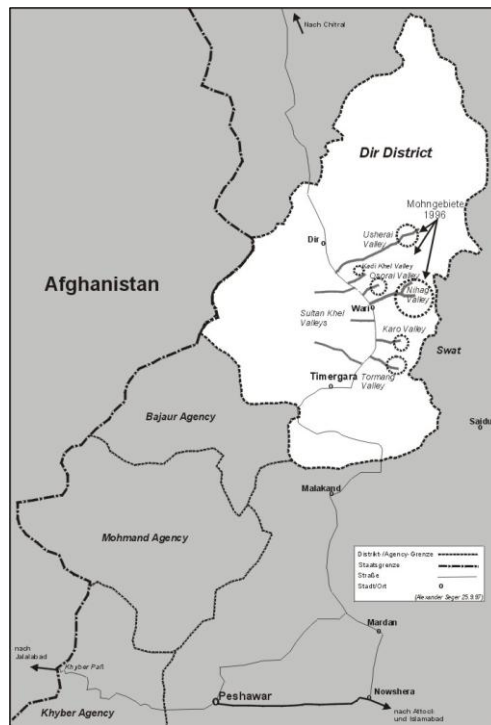 Nach Chitral
Dir District
Mohngebiete
1996
Usherai
Valley
Dir
Kadi Khel Valley
Osorai Valley
Afghanistan
Nihag
Valley
Wari
Sultan Khel
Valleys
Karo Valley
Swat
Tormang
Valley
Timergara
Bajaur Agency
Saidu
Malakand
Mohmand Agency
Distrikt-/Agency-Grenze
Staatsgrenze
Straße
Stadt/Ort
(Alexander Seger 25.9.97)
Mardan
nach
Jalalabad
Khyber Paß
Peshawar
Nowshera
Khyber Agency
nach Attock
und Islamabad